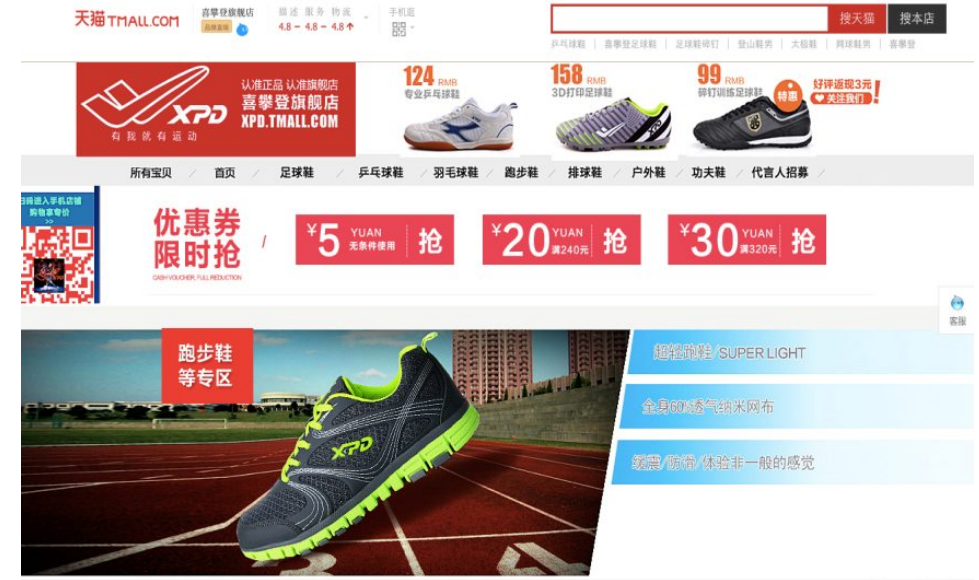 天猫 TMALL.COM
喜攀登旗舰店
品牌直销
描述 服务 物流
4.8 4.8 4.8
手机逛
搜天猫
搜本店
乒乓球鞋 | 喜攀登足球鞋 | 足球鞋碎钉 | 登山鞋男 | 太极鞋 | 网球鞋男 | 喜攀登
XPD
有我就有运动
认准正品 认准旗舰店
喜攀登旗舰店
XPD.TMALL.COM
124 RMB
专业乒乓球鞋
158 RMB
3D打印足球鞋
99 RMB
碎钉训练足球鞋
特惠
好评返现3元
关注我们
所有宝贝 / 首页 / 足球鞋 / 乒乓球鞋 / 羽毛球鞋 / 跑步鞋 / 排球鞋 / 户外鞋 / 功夫鞋 / 代言人招募 /
扫码进入手机店铺
购物享专价
>>
优惠券
限时抢
CASH VOUCHER, FULL REDUCTION
/
¥5 YUAN
无条件使用
抢
¥20 YUAN
满240元
抢
¥30 YUAN
满320元
抢
客服
跑步鞋
等专区
XPD
超轻跑鞋/SUPER LIGHT
全身60%透气纳米网布
缓震/防滑/体验非一般的感觉
2
3
4